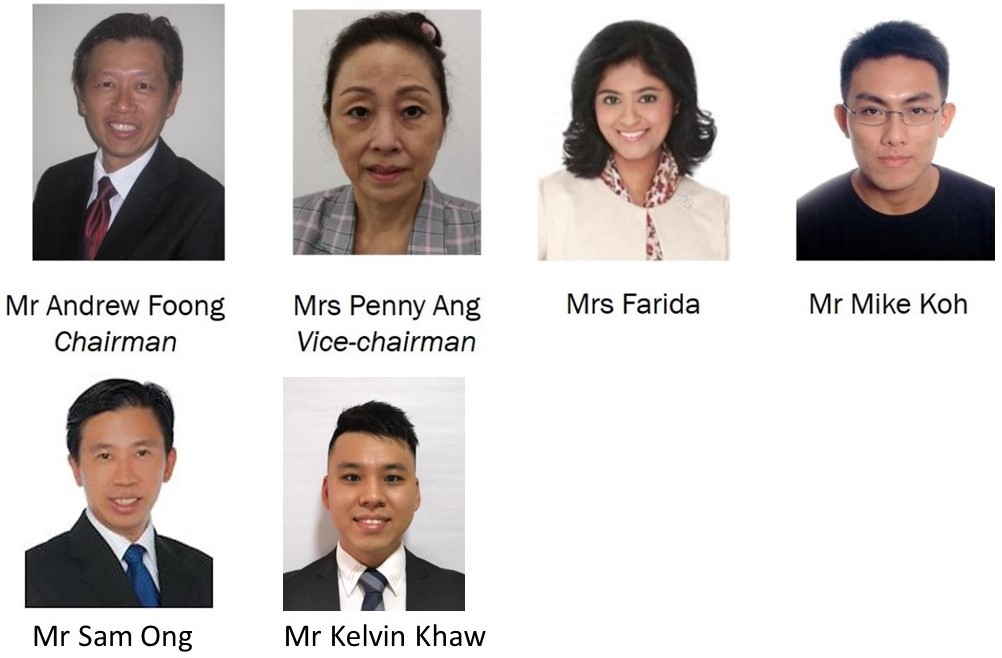 Mr Andrew Foong
Chairman
Mrs Penny Ang
Vice-chairman
Mrs Farida
Mr Mike Koh
Mr Sam Ong
Mr Kelvin Khaw